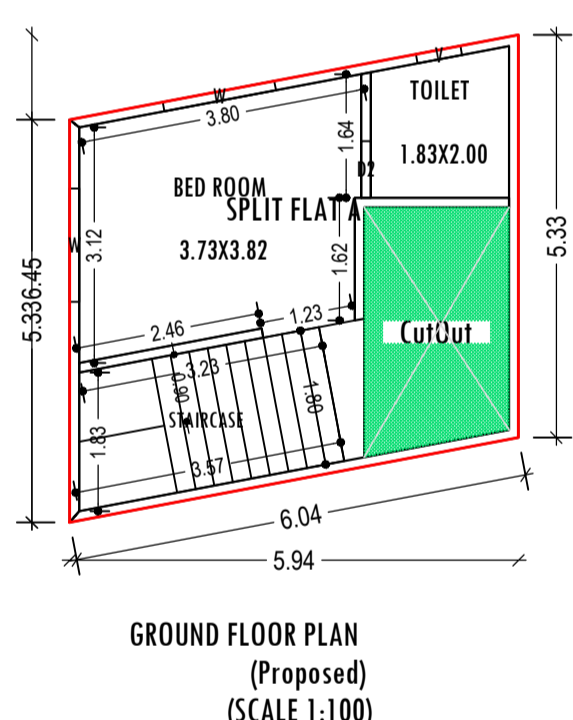 V
TOILET
W
3.80
1.64
1.83X2.00
D2
BED ROOM
SPLIT FLAT A
3.73X3.82
W
3.12
1.62
5.33
5.336.45
1.23
2.46
CutOut
3.23
0.90
1.80
STAIRCASE
1.83
3.57
6.04
5.94
GROUND FLOOR PLAN
(Proposed)
(SCALE 1:100)